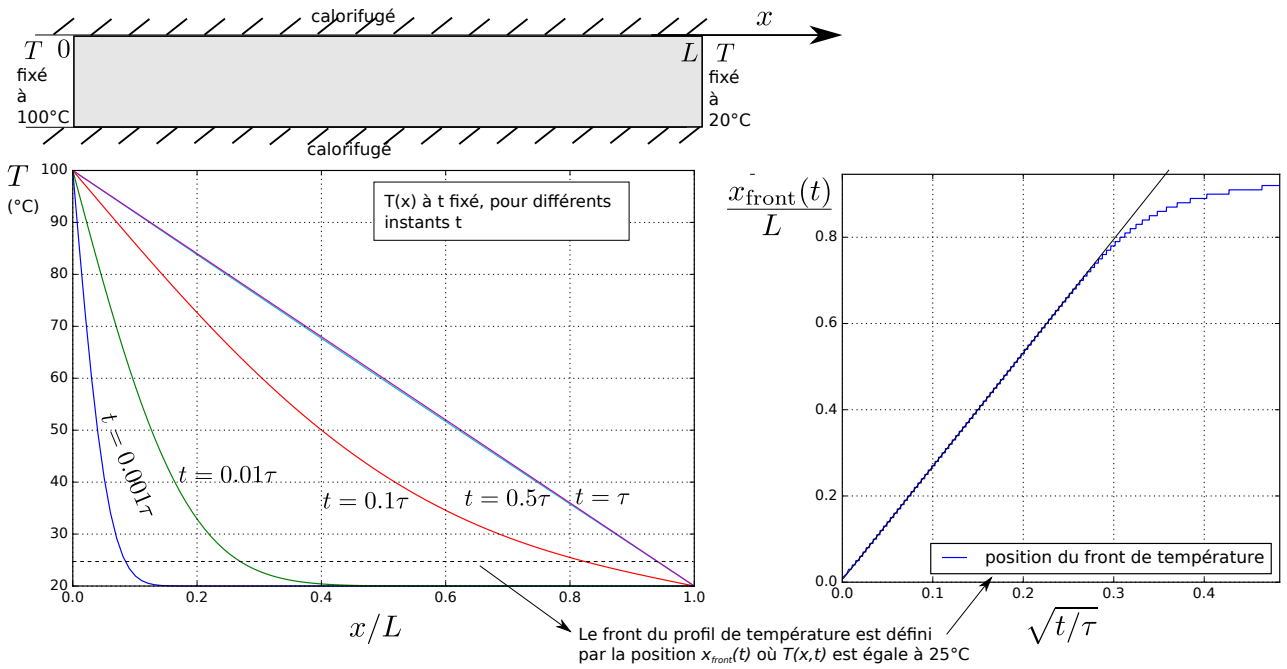 calorifugé
x
T 0
fixé
à
100°C
L T
fixé
à
20°C
calorifugé
T
(°C)
100
90
80
70
60
50
40
30
20
T(x) à t fixé, pour différents
instants t
t = 0.001τ
t = 0.01τ
t = 0.1τ
t = 0.5τ
t = τ
0.0 0.2 0.4 0.6 0.8 1.0
x/L
x_front(t)
L
0.8
0.6
0.4
0.2
0.0
position du front de température
0.0 0.1 0.2 0.3 0.4
√t/τ
Le front du profil de température est défini
par la position x_front(t) où T(x,t) est égale à 25°C